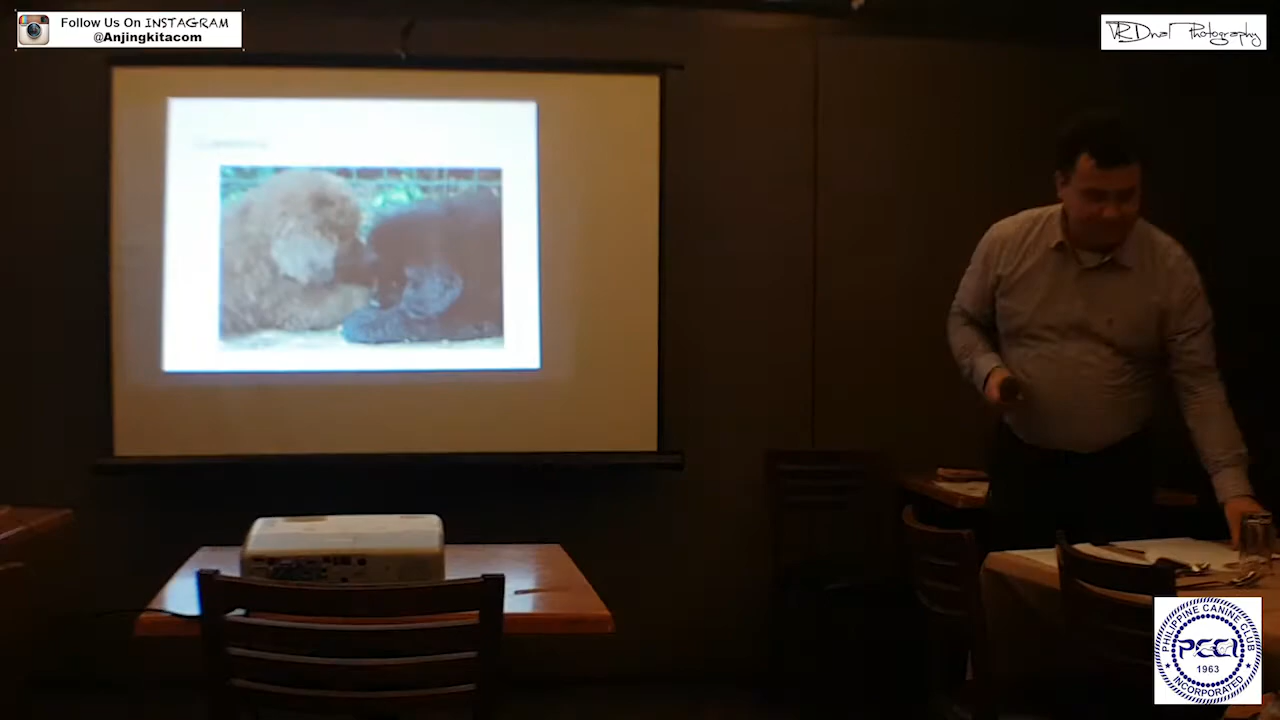 Follow Us On INSTAGRAM
@Anjingkitacom
VRDnal Photography
PHILIPPINE CANINE CLUB
PCCI
1963
INCORPORATED